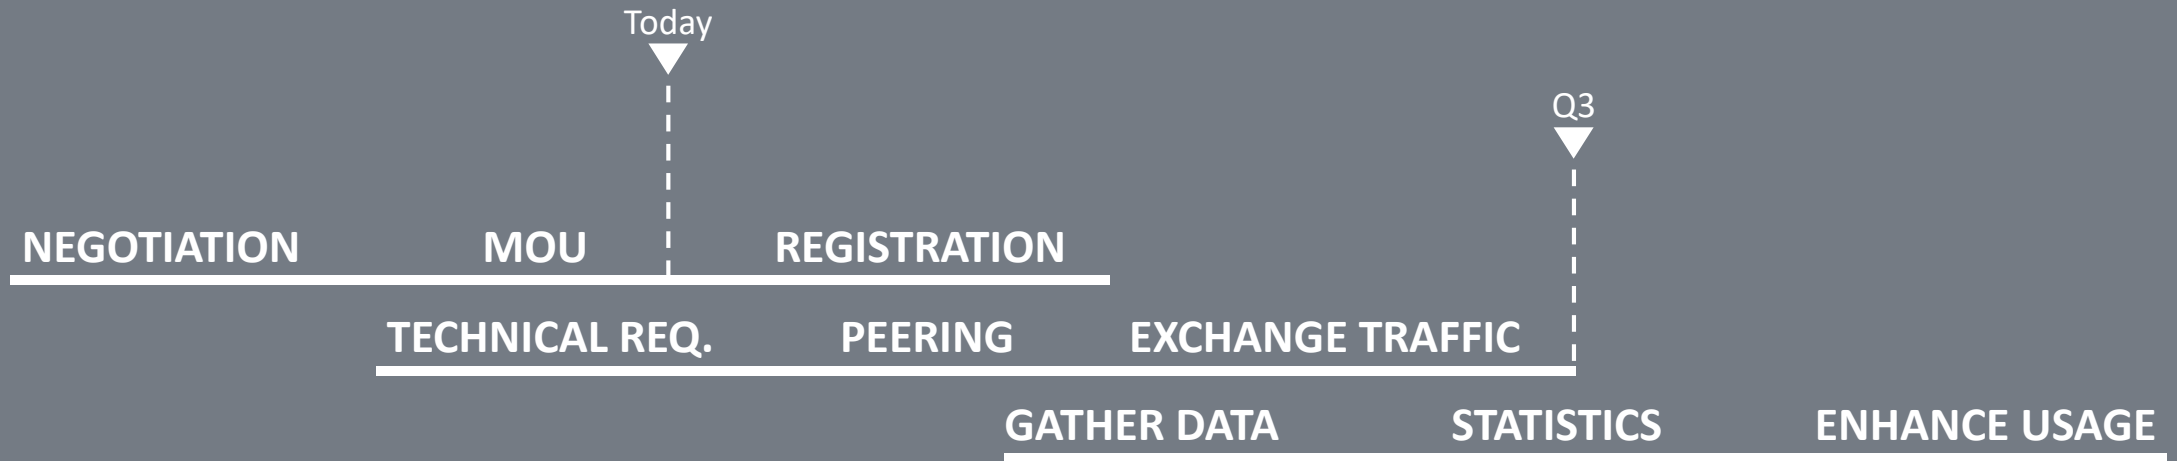 Today
Q3
NEGOTIATION MOU REGISTRATION
TECHNICAL REQ. PEERING EXCHANGE TRAFFIC
GATHER DATA STATISTICS ENHANCE USAGE